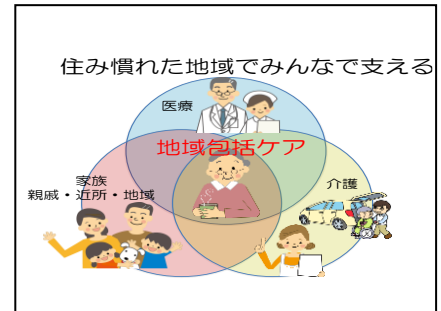 住み慣れた地域でみんなで支える
医療
地域包括ケア
家族
親戚・近所・地域
介護